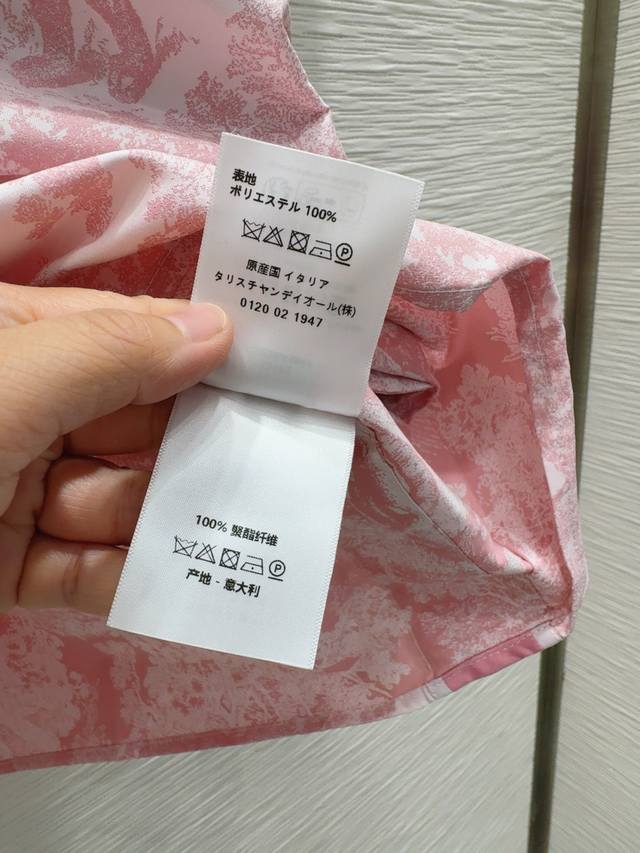 表地
ポリエステル 100%
P
原産国 イタリア
タリスチャンディオール(株)
0120 02 1947
100% 聚酯纤维
P
产地 - 意大利